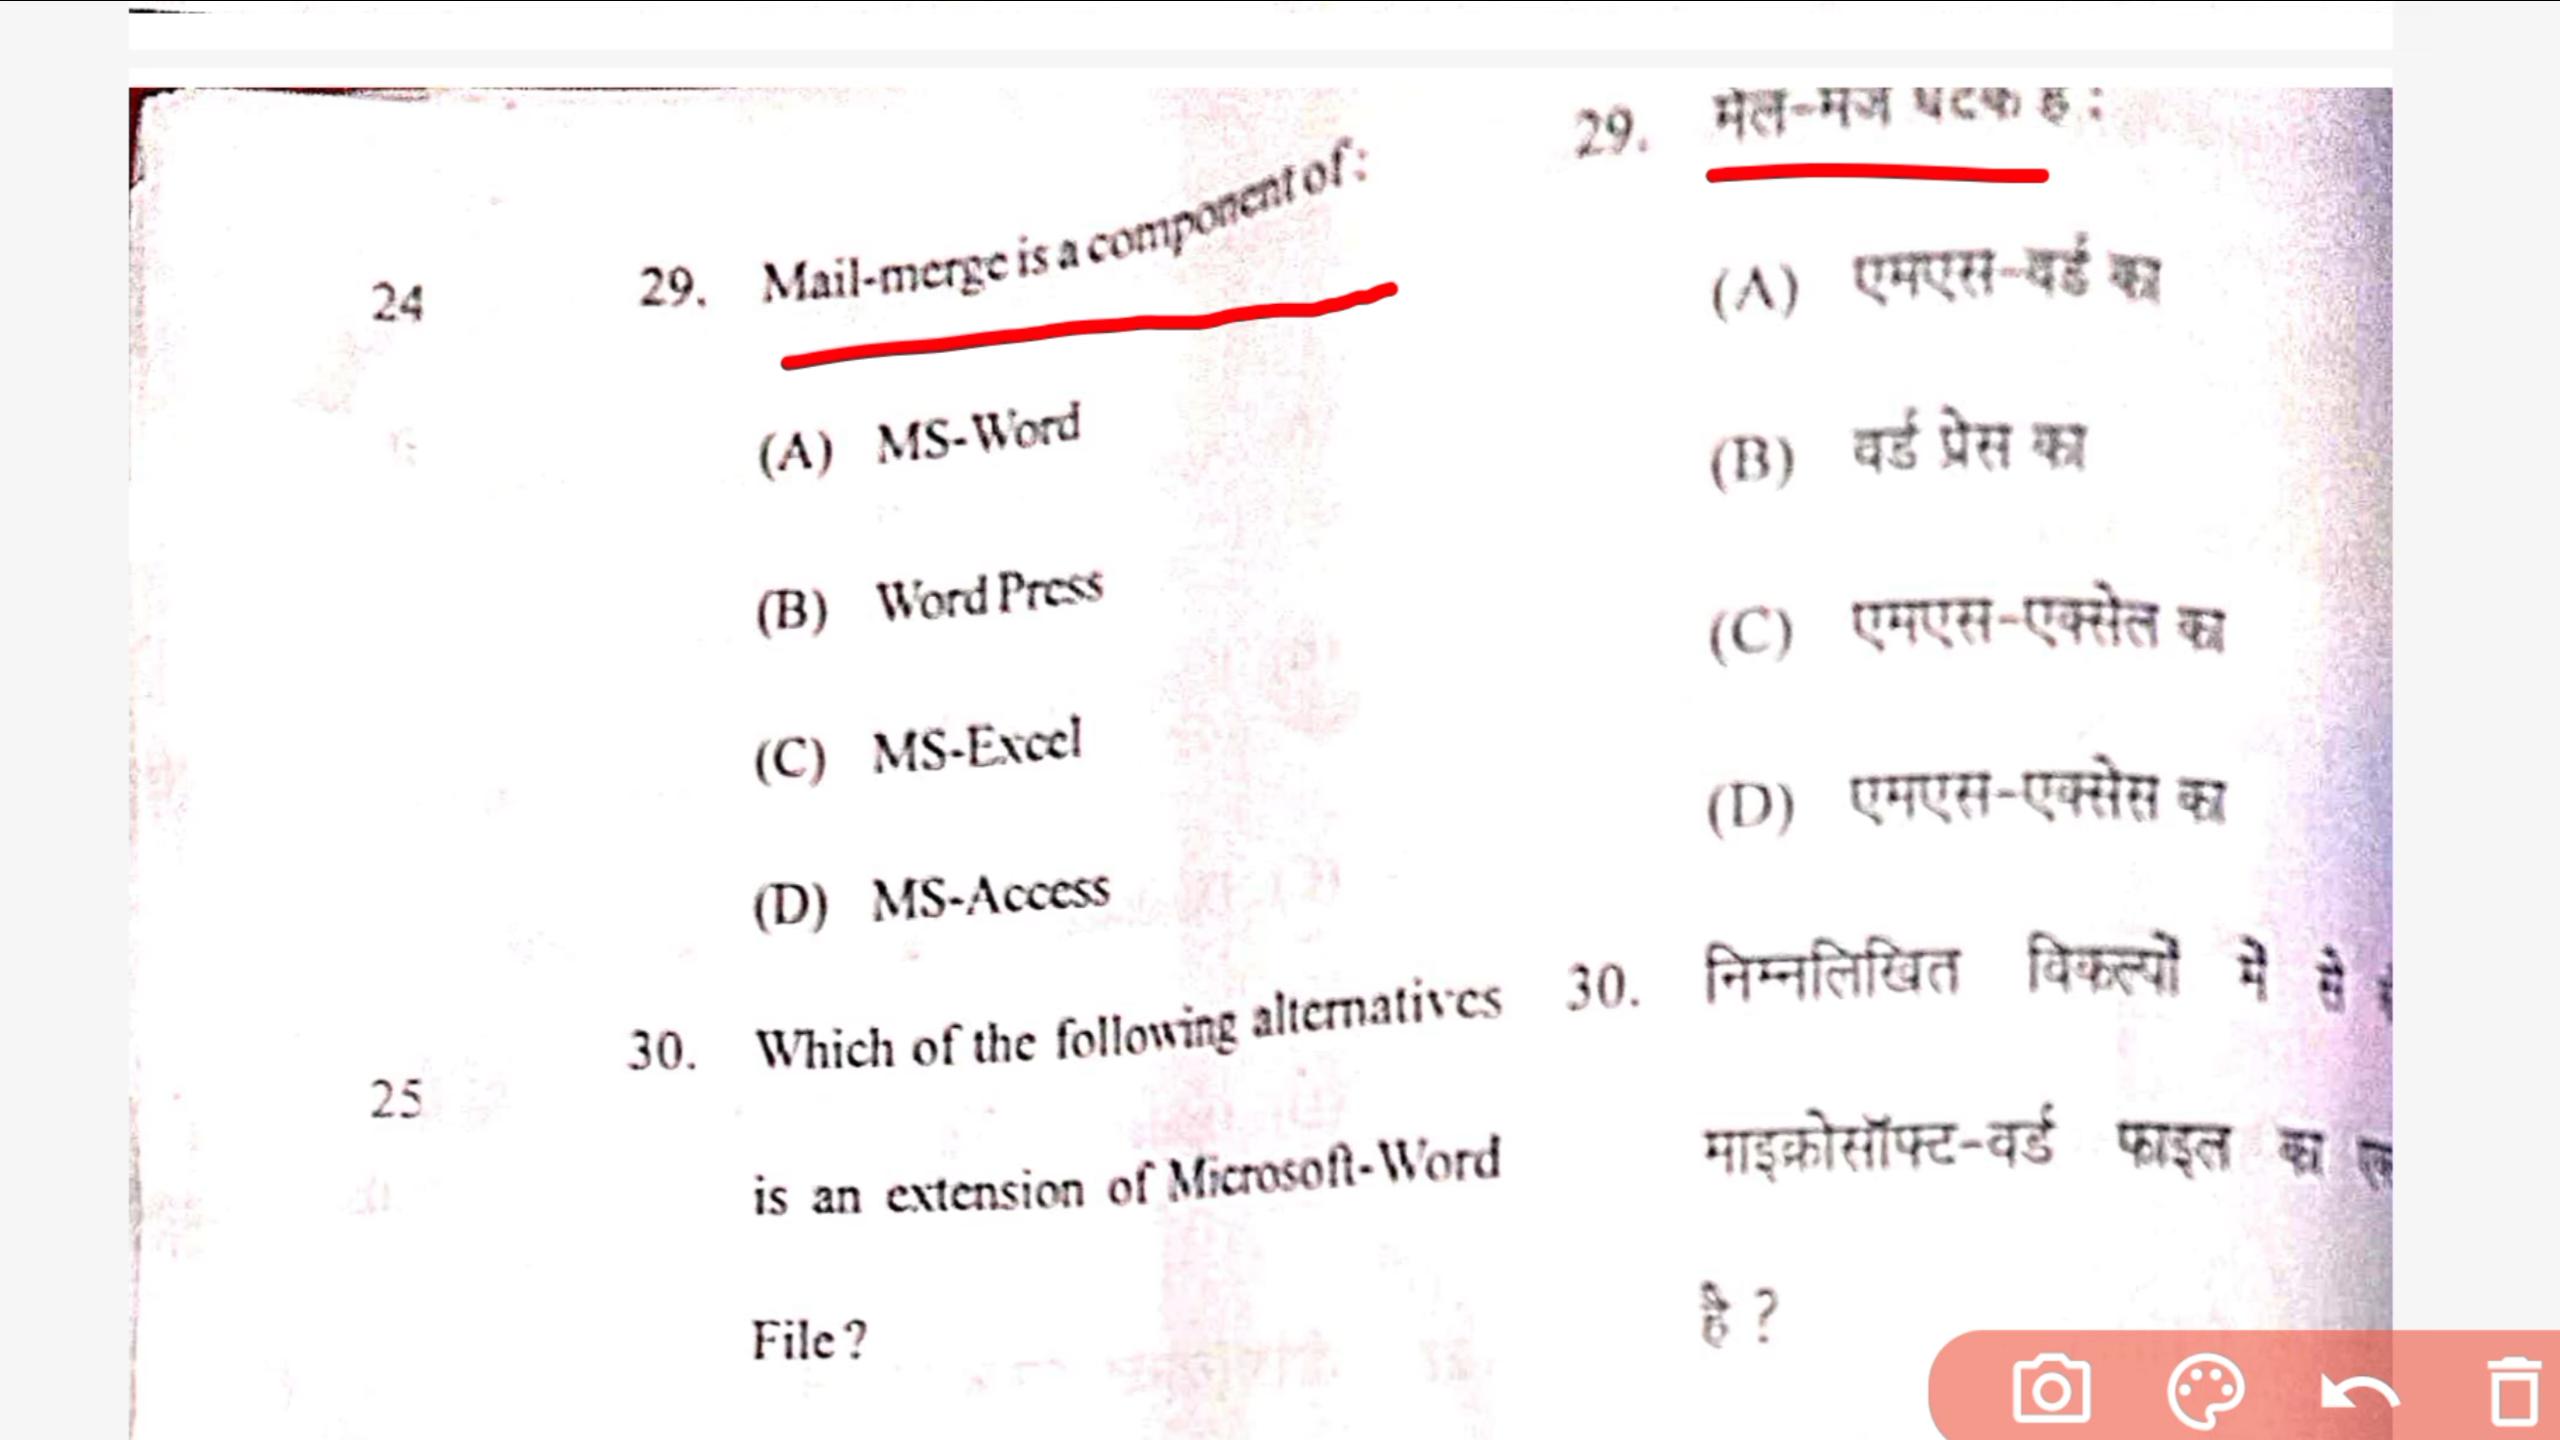 24
29. Mail-merge is a component of :
(A) MS-Word
(B) Word Press
(C) MS-Excel
(D) MS-Access
25
30. Which of the following alternatives
is an extension of Microsoft-Word
File ?
29. मेल-मर्ज घटक है :
(A) एमएस-वर्ड का
(B) वर्ड प्रेस का
(C) एमएस-एक्सेल का
(D) एमएस-एक्सेस का
30. निम्नलिखित विकल्पों में से
माइक्रोसॉफ्ट-वर्ड फाइल का
है ?